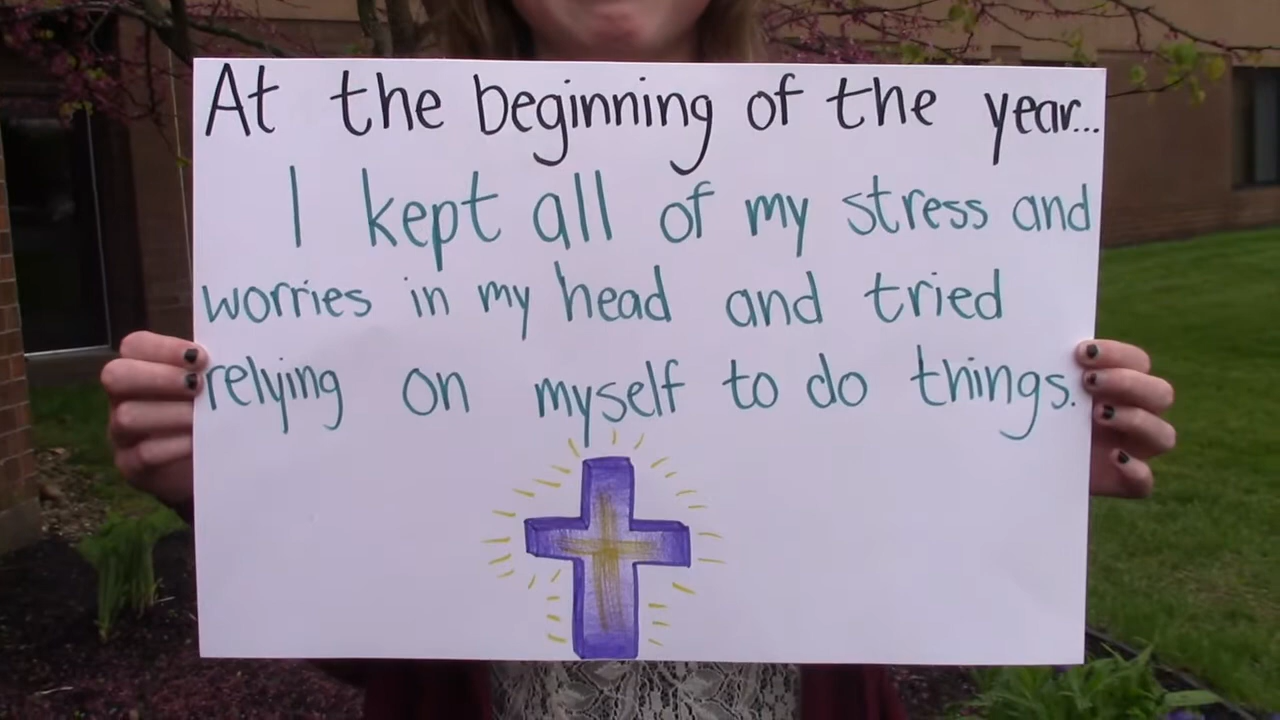 At the beginning of the year...
I kept all of my stress and
worries in my head and tried
relying on myself to do things.